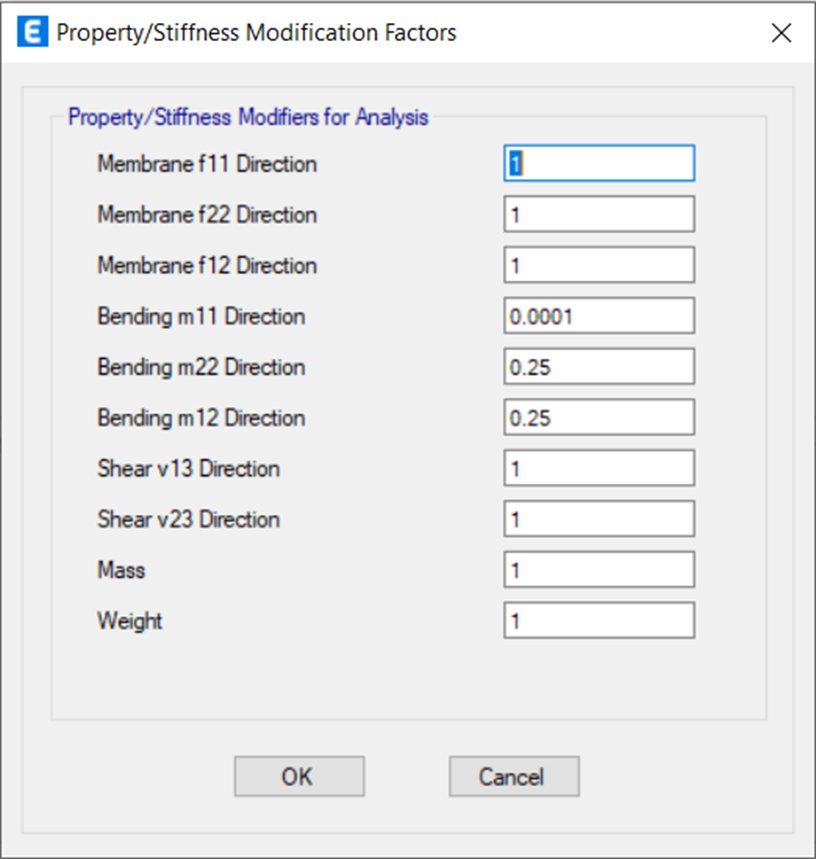 E Property/Stiffness Modification Factors
Property/Stiffness Modifiers for Analysis
Membrane f11 Direction 1
Membrane f22 Direction 1
Membrane f12 Direction 1
Bending m11 Direction 0.0001
Bending m22 Direction 0.25
Bending m12 Direction 0.25
Shear v13 Direction 1
Shear v23 Direction 1
Mass 1
Weight 1
OK Cancel